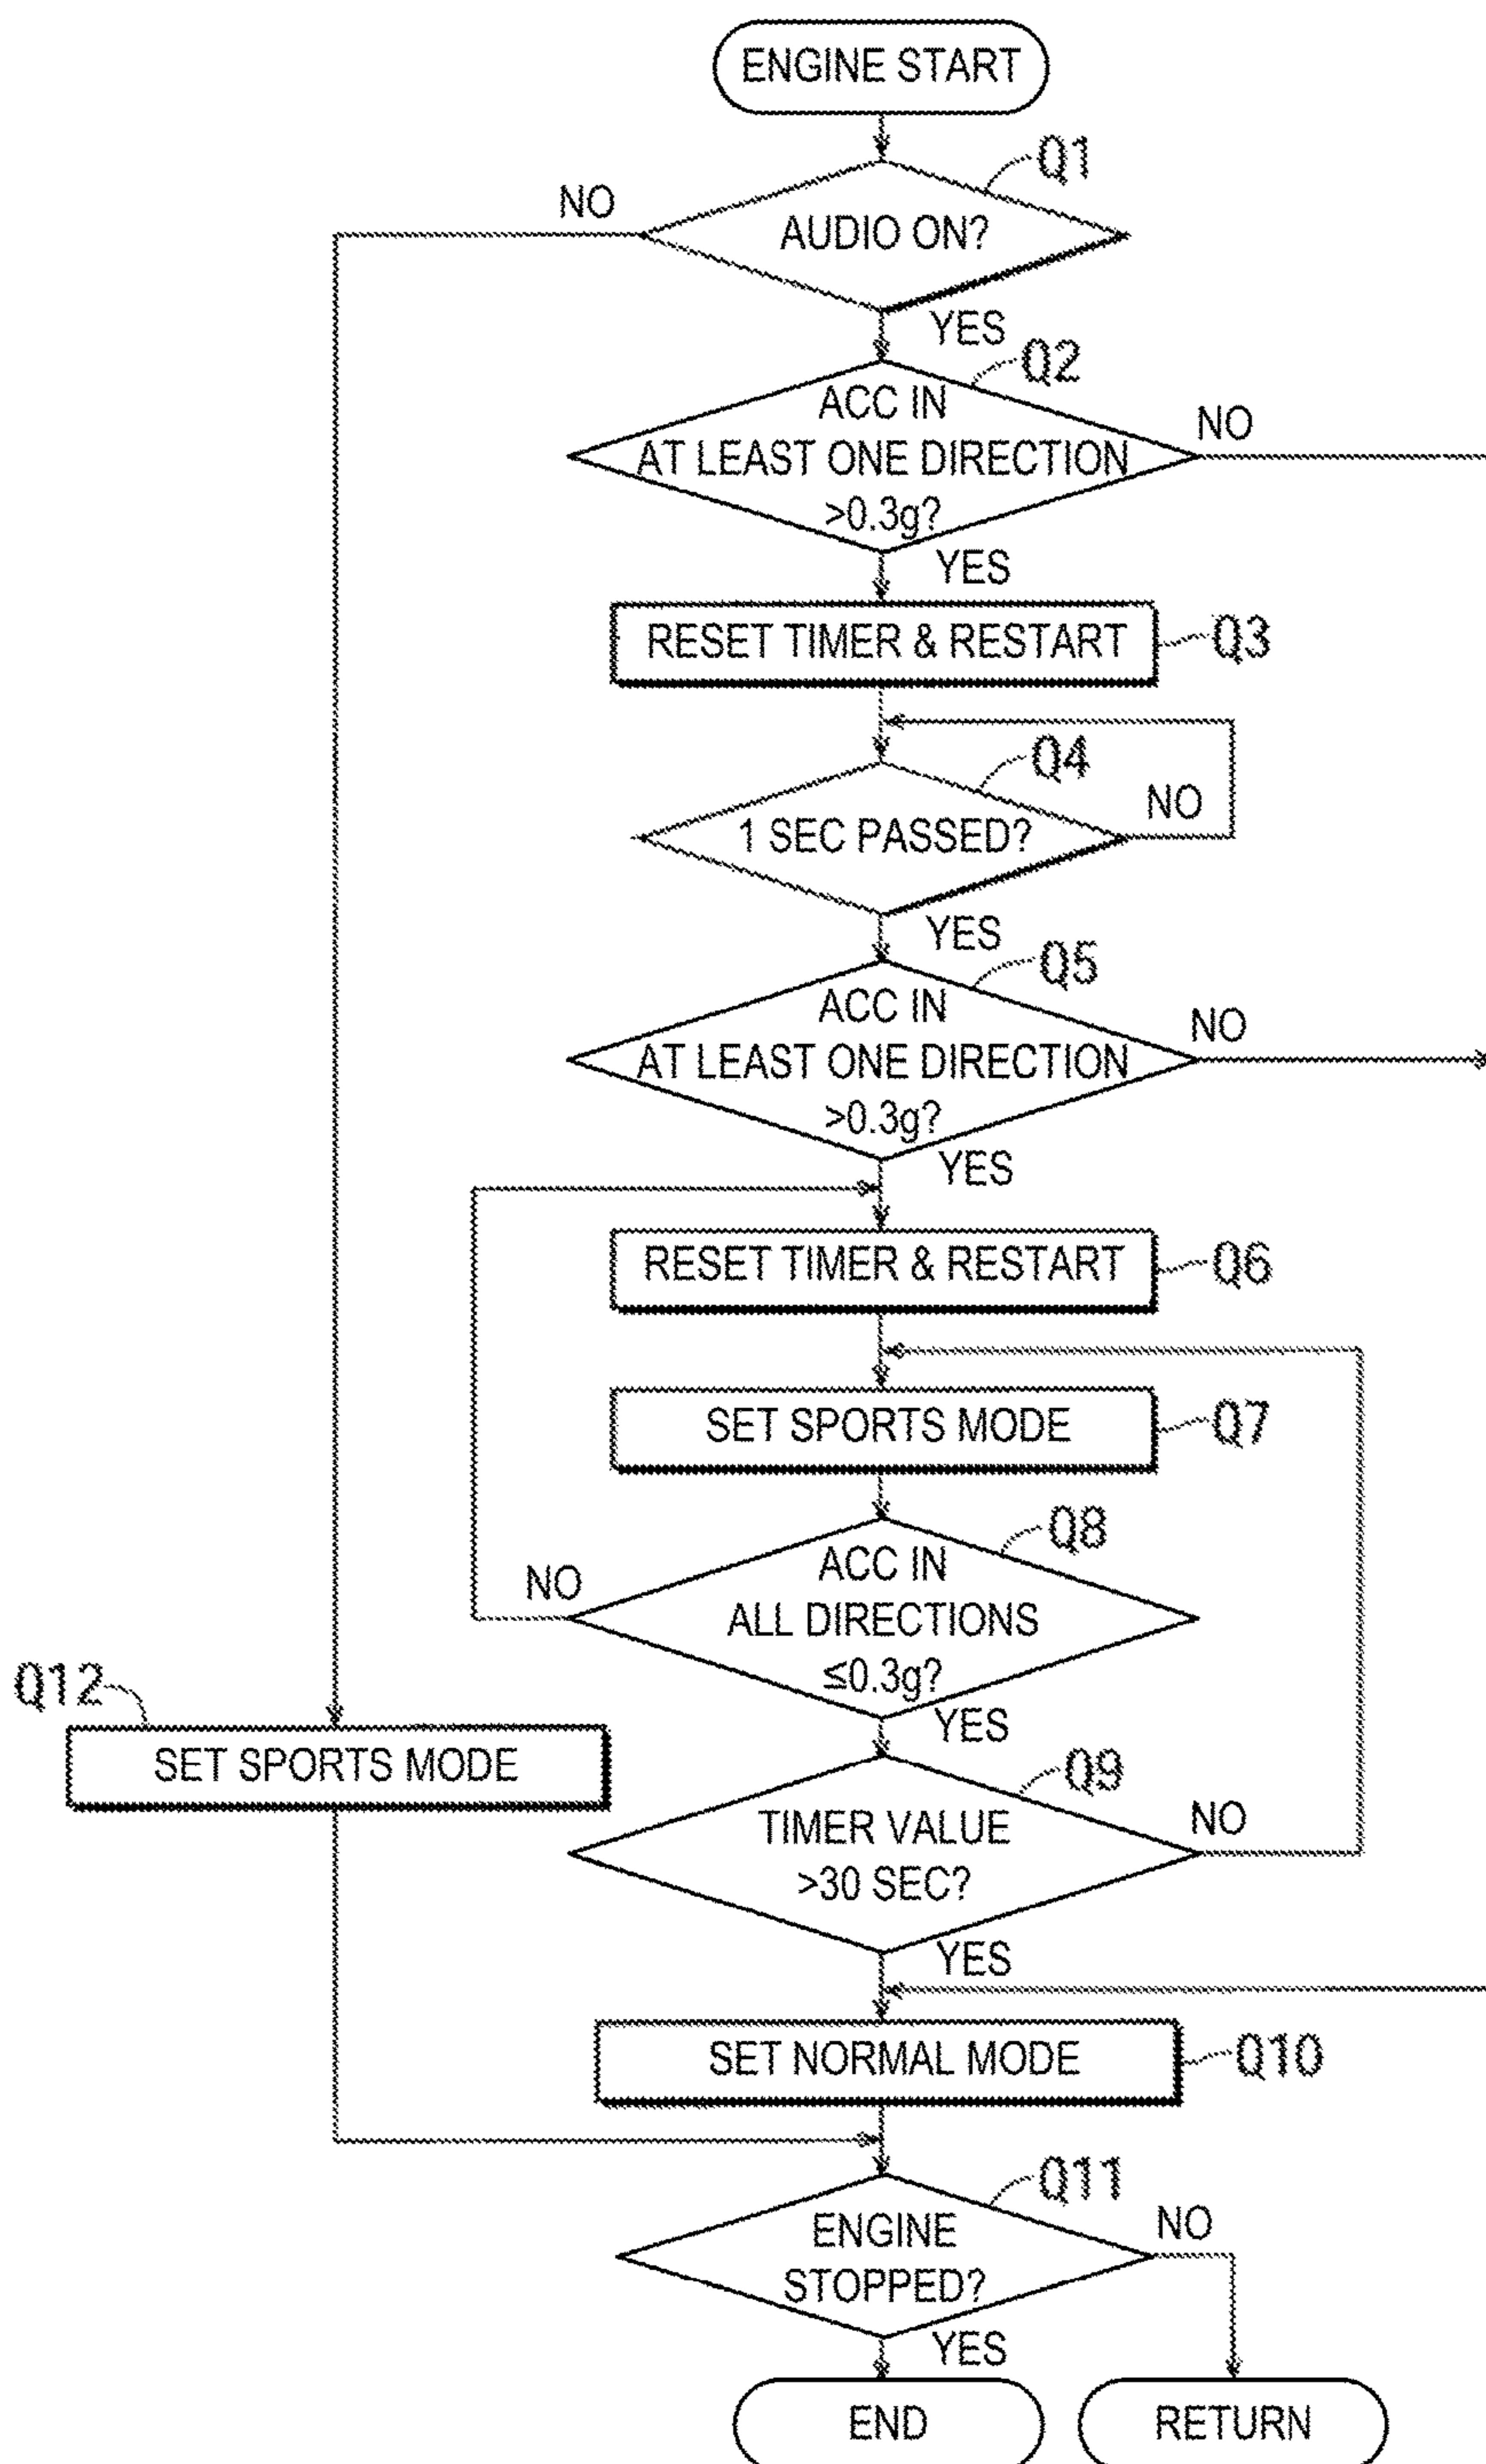 ENGINE START
Q1
NO
AUDIO ON?
YES
Q2
ACC IN
AT LEAST ONE DIRECTION
>0.3g?
NO
YES
RESET TIMER & RESTART
Q3
Q4
1 SEC PASSED?
NO
YES
Q5
ACC IN
AT LEAST ONE DIRECTION
>0.3g?
NO
YES
RESET TIMER & RESTART
Q6
SET SPORTS MODE
Q7
Q8
ACC IN
ALL DIRECTIONS
≤0.3g?
NO
YES
Q12
SET SPORTS MODE
Q9
TIMER VALUE
>30 SEC?
NO
YES
SET NORMAL MODE
Q10
Q11
ENGINE
STOPPED?
NO
YES
END
RETURN